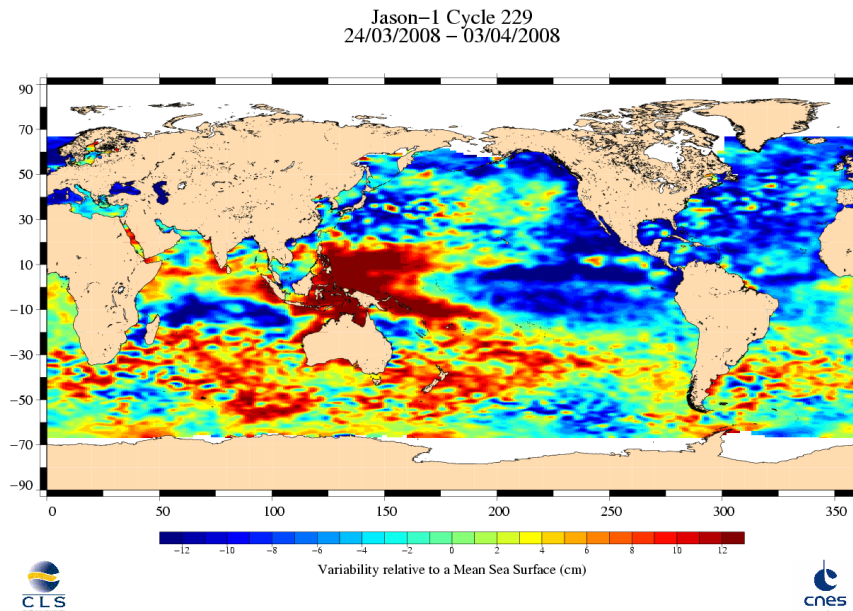 Jason−1 Cycle 229
24/03/2008 − 03/04/2008
90
70
50
30
10
−10
−30
−50
−70
−90
0 50 100 150 200 250 300 350
−12 −10 −8 −6 −4 −2 0 2 4 6 8 10 12
Variability relative to a Mean Sea Surface (cm)
CLS
cnes